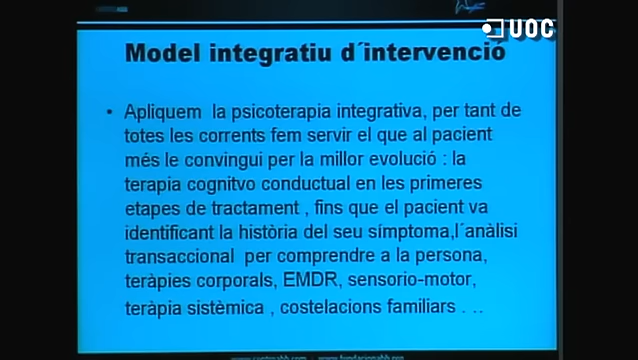 UOC
Model integratiu d´intervenció
• Apliquem la psicoterapia integrativa, per tant de
totes les corrents fem servir el que al pacient
més le convingui per la millor evolució : la
terapia cognitvo conductual en les primeres
etapes de tractament , fins que el pacient va
identificant la història del seu símptoma,l´anàlisi
transaccional per comprendre a la persona,
teràpies corporals, EMDR, sensorio-motor,
teràpia sistèmica , costelacions familiars . ..